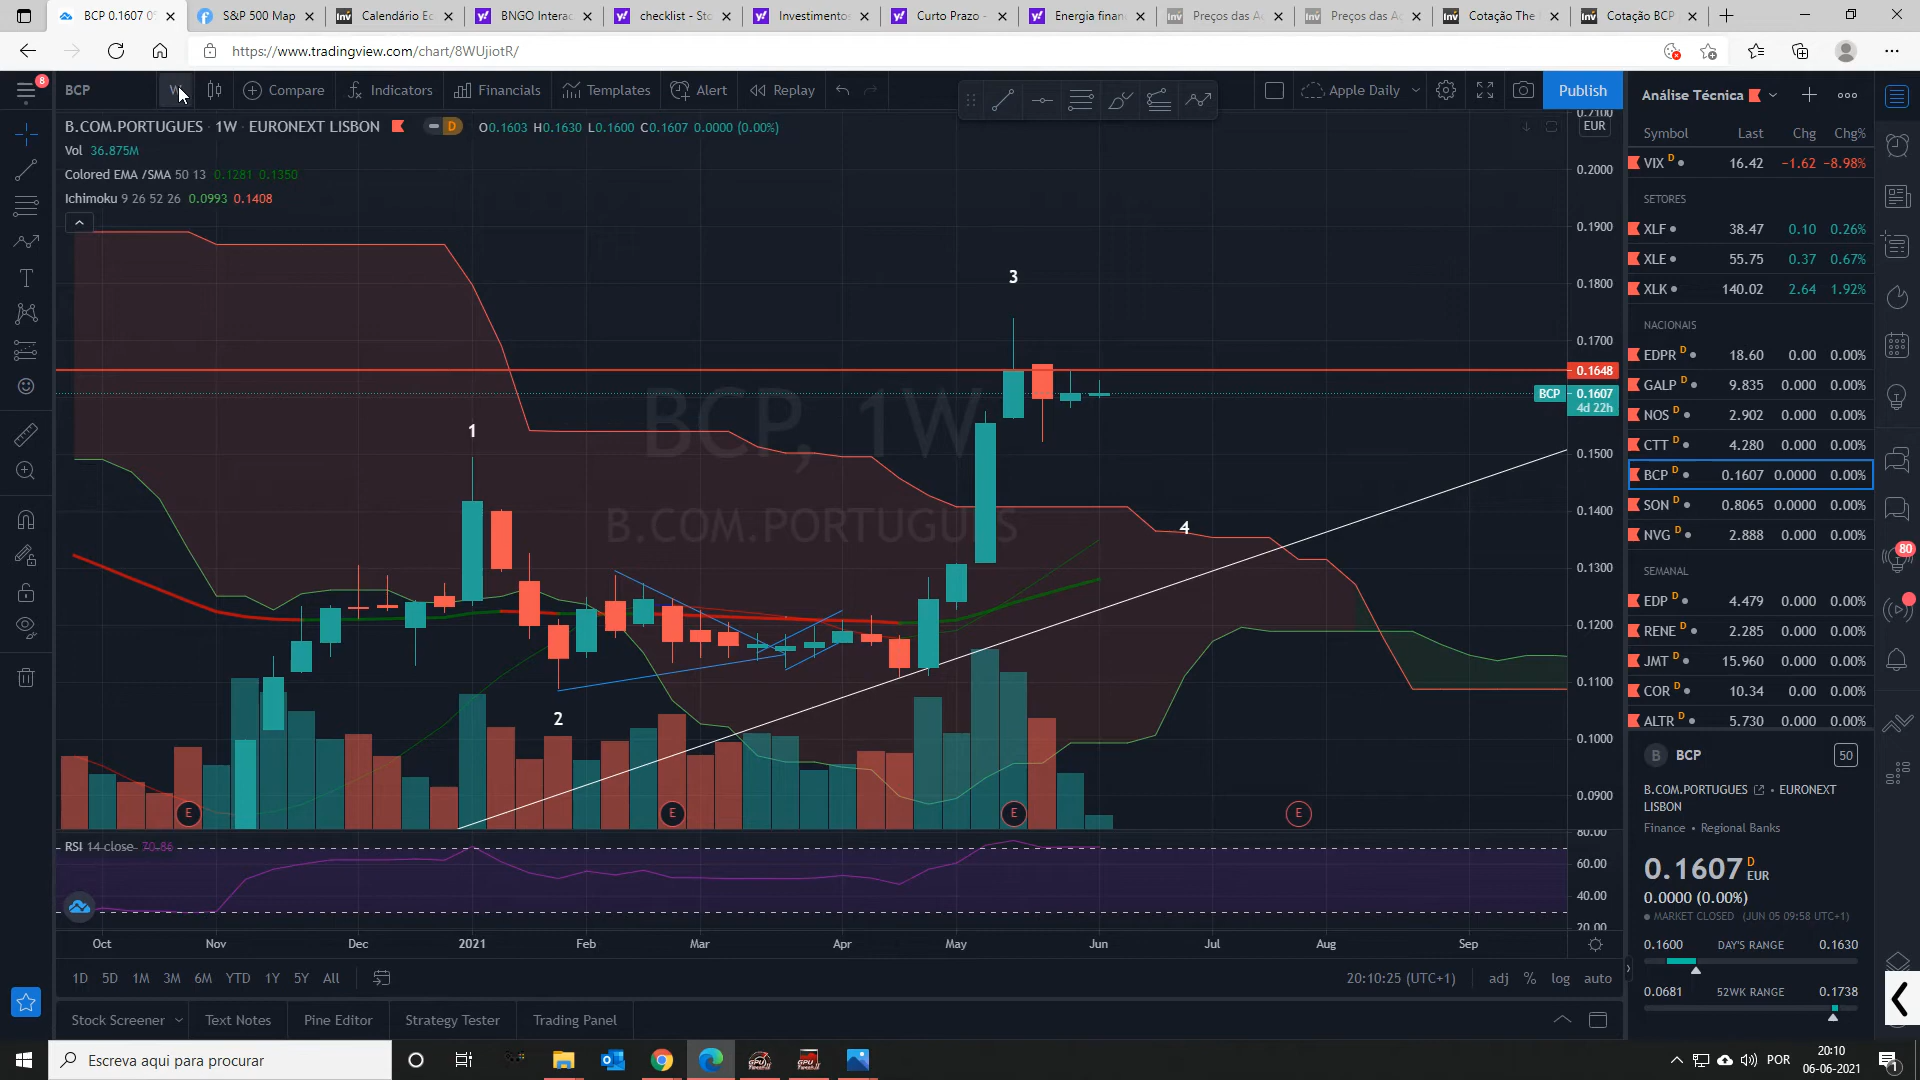 BCP 0.1607 0%
S&P 500 Map
Calendário Ec
BNGO Interac
checklist - Sto
Investimentos
Curto Prazo -
Energia finan
Preços das Aç
Preços das Aç
Cotação The
Cotação BCP
https://www.tradingview.com/chart/8WUjiotR/
8
BCP
W
Compare
Indicators
Financials
Templates
Alert
Replay
Apple Daily
Publish
B.COM.PORTUGUES · 1W · EURONEXT LISBON
D
O0.1603 H0.1630 L0.1600 C0.1607 0.0000 (0.00%)
Vol 36.875M
Colored EMA /SMA 50 13 0.1281 0.1350
Ichimoku 9 26 52 26 0.0993 0.1408
BCP, 1W
B.COM.PORTUGUES
1
2
3
4
E
E
E
E
0.2100
EUR
0.2000
0.1900
0.1800
0.1700
0.1648
BCP 0.1607
4d 22h
0.1500
0.1400
0.1300
0.1200
0.1100
0.1000
0.0900
80.00
60.00
40.00
20.00
RSI 14 close 70.86
Oct
Nov
Dec
2021
Feb
Mar
Apr
May
Jun
Jul
Aug
Sep
1D 5D 1M 3M 6M YTD 1Y 5Y All
20:10:25 (UTC+1)
adj % log auto
Stock Screener
Text Notes
Pine Editor
Strategy Tester
Trading Panel
Análise Técnica
Symbol Last Chg Chg%
VIX D 16.42 −1.62 −8.98%
SETORES
XLF 38.47 0.10 0.26%
XLE 55.75 0.37 0.67%
XLK 140.02 2.64 1.92%
NACIONAIS
EDPR D 18.60 0.00 0.00%
GALP D 9.835 0.000 0.00%
NOS D 2.902 0.000 0.00%
CTT D 4.280 0.000 0.00%
BCP D 0.1607 0.0000 0.00%
SON D 0.8065 0.0000 0.00%
NVG D 2.888 0.000 0.00%
SEMANAL
EDP D 4.479 0.000 0.00%
RENE D 2.285 0.000 0.00%
JMT D 15.960 0.000 0.00%
COR D 10.34 0.00 0.00%
ALTR D 5.730 0.000 0.00%
80
B BCP
50
B.COM.PORTUGUES • EURONEXT
LISBON
Finance • Regional Banks
0.1607 D EUR
0.0000 (0.00%)
MARKET CLOSED (JUN 05 09:58 UTC+1)
0.1600 DAY'S RANGE 0.1630
0.0681 52WK RANGE 0.1738
Escreva aqui para procurar
POR
20:10
06-06-2021
1